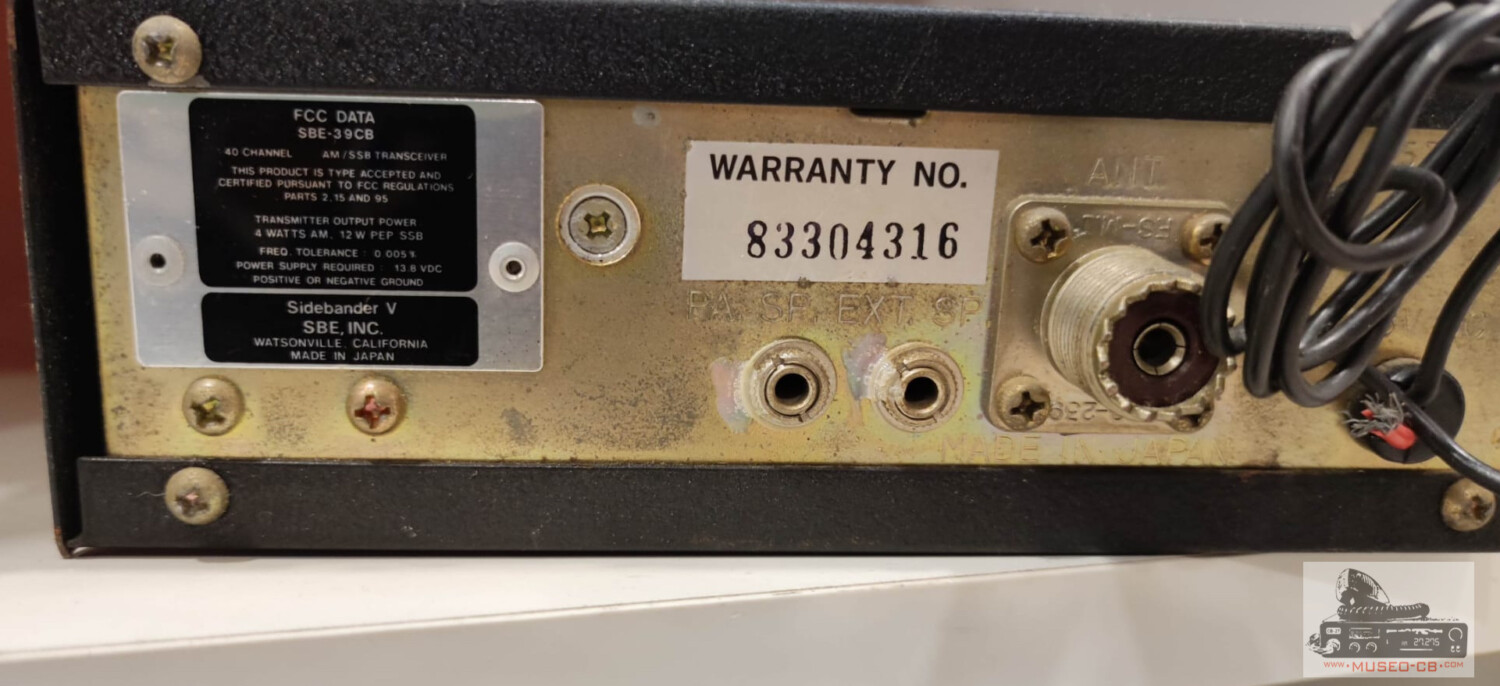 FCC DATA
SBE-39CB
40 CHANNEL AM/SSB TRANSCEIVER
THIS PRODUCT IS TYPE ACCEPTED AND
CERTIFIED PURSUANT TO FCC REGULATIONS
PARTS 2.15 AND 95
TRANSMITTER OUTPUT POWER
4 WATTS AM, 12 W PEP SSB
FREQ. TOLERANCE : 0.005%
POWER SUPPLY REQUIRED : 13.8 VDC
POSITIVE OR NEGATIVE GROUND
Sidebander V
SBE, INC.
WATSONVILLE, CALIFORNIA
MADE IN JAPAN
WARRANTY NO.
83304316
PA. SP. EXT. SP
ANT
MADE IN JAPAN
27.275
www.MUSEO-CB.com